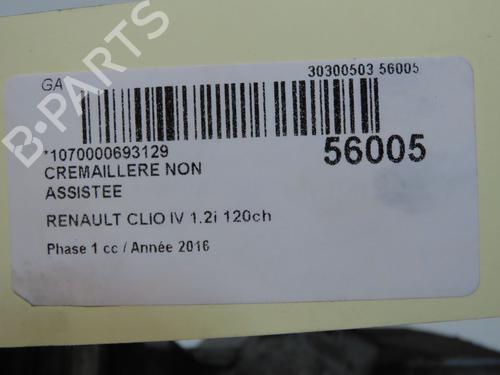 GA
30300503 56005
B-PARTS
*1070000693129
56005
CREMAILLERE NON
ASSISTEE
RENAULT CLIO IV 1.2i 120ch
Phase 1 cc / Année 2016